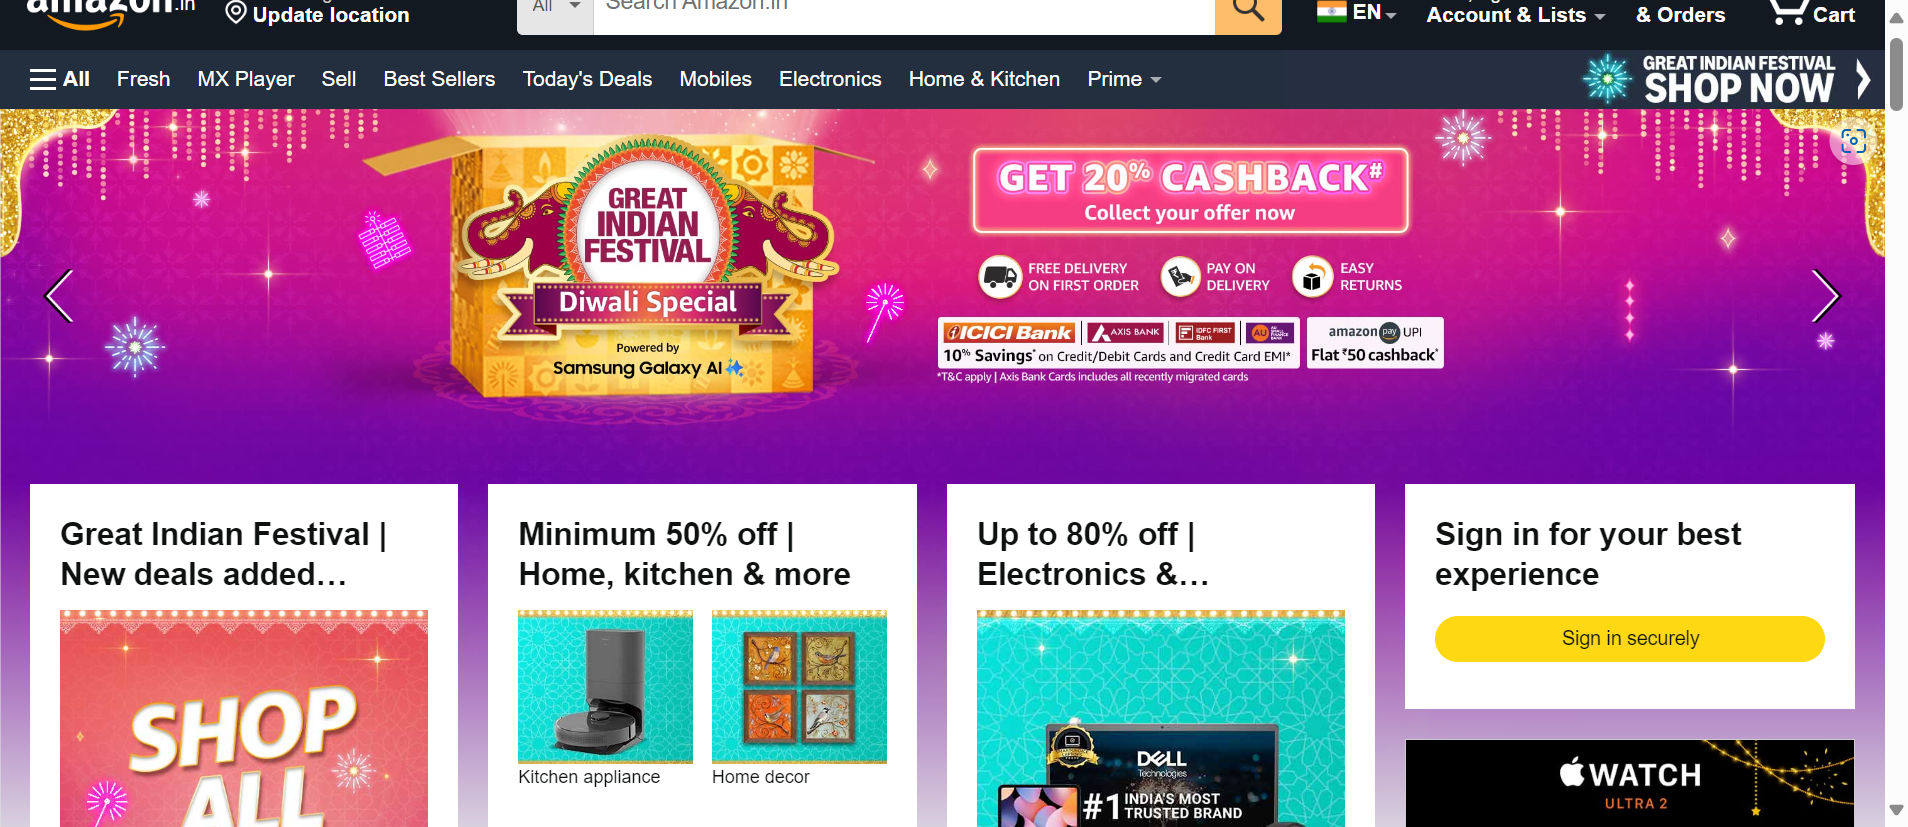 amazon.in
Update location
All
Search Amazon.in
EN
Account & Lists
& Orders
Cart
All
Fresh
MX Player
Sell
Best Sellers
Today's Deals
Mobiles
Electronics
Home & Kitchen
Prime
GREAT INDIAN FESTIVAL
SHOP NOW
GREAT
INDIAN
FESTIVAL
Diwali Special
Powered by
Samsung Galaxy AI
GET 20% CASHBACK#
Collect your offer now
FREE DELIVERY
ON FIRST ORDER
PAY ON
DELIVERY
EASY
RETURNS
ICICI Bank
AXIS BANK
IDFC FIRST
Bank
AU
10% Savings* on Credit/Debit Cards and Credit Card EMI*
amazon pay UPI
Flat ₹50 cashback*
*T&C apply | Axis Bank Cards includes all recently migrated cards
Great Indian Festival |
New deals added…
SHOP
ALL
Minimum 50% off |
Home, kitchen & more
Kitchen appliance
Home decor
Up to 80% off |
Electronics &…
DELL
Technologies
#1 INDIA'S MOST
TRUSTED BRAND
Sign in for your best
experience
Sign in securely
WATCH
ULTRA 2